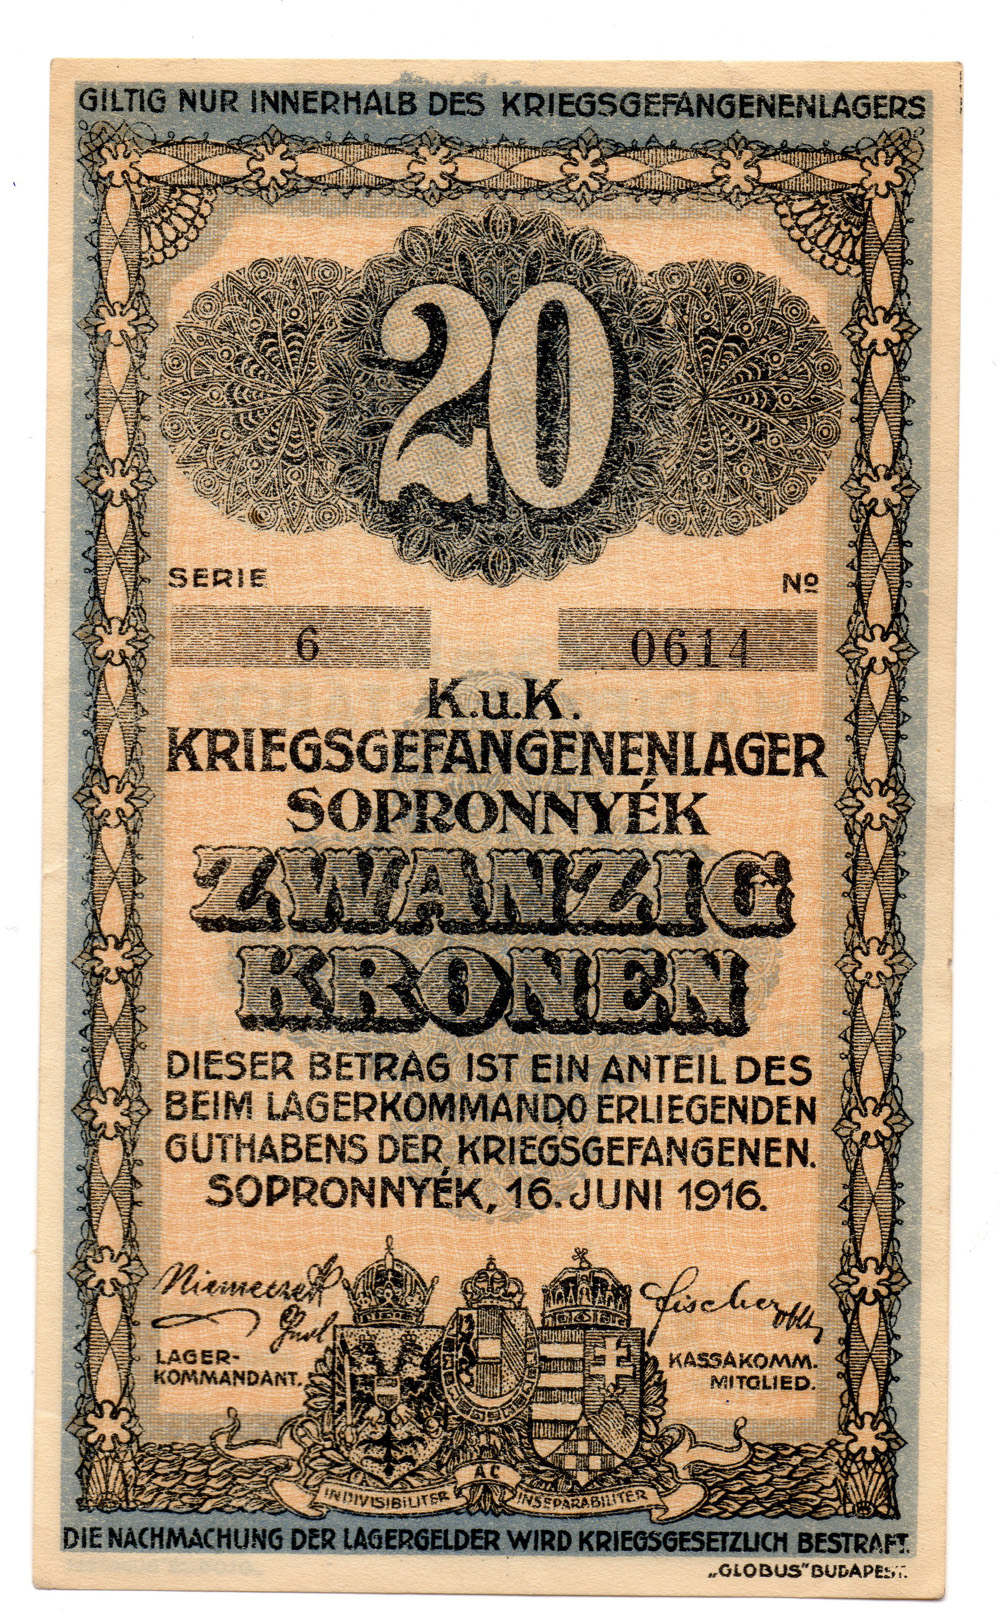 GILTIG NUR INNERHALB DES KRIEGSGEFANGENENLAGERS
20
SERIE No
6 0614
K.u.K.
KRIEGSGEFANGENENLAGER
SOPRONNYÉK
ZWANZIG
KRONEN
DIESER BETRAG IST EIN ANTEIL DES
BEIM LAGERKOMMANDO ERLIEGENDEN
GUTHABENS DER KRIEGSGEFANGENEN.
SOPRONNYÉK, 16. JUNI 1916.
Fischer oblt,
LAGER-
KOMMANDANT.
KASSAKOMM.
MITGLIED.
INDIVISIBILITER AC INSEPARABILITER
DIE NACHMACHUNG DER LAGERGELDER WIRD KRIEGSGESETZLICH BESTRAFT.
„GLOBUS" BUDAPEST.